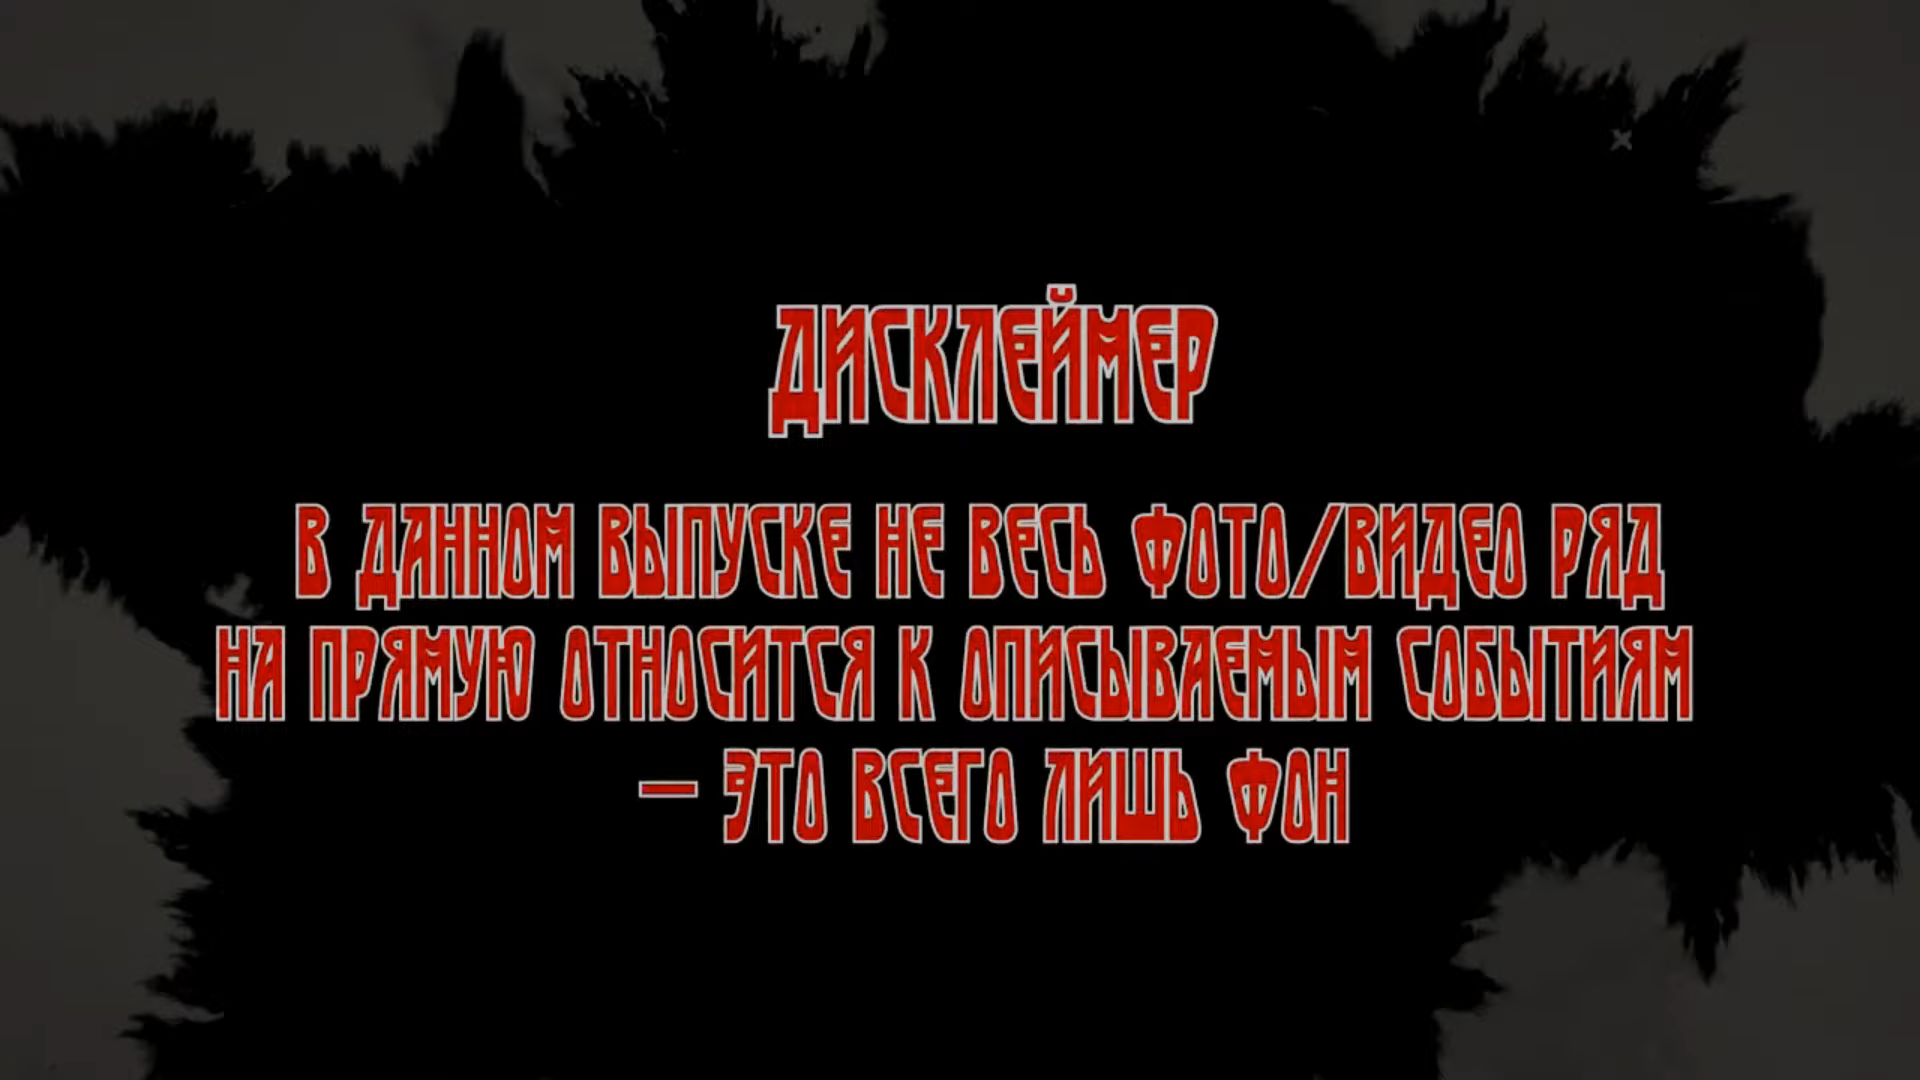 ДИСКЛЕЙМЕР
В ДАННОМ ВЫПУСКЕ НЕ ВЕСЬ ФОТО/ВИДЕО РЯД
НА ПРЯМУЮ ОТНОСИТСЯ К ОПИСЫВАЕМЫМ СОБЫТИЯМ
— ЭТО ВСЕГО ЛИШЬ ФОН